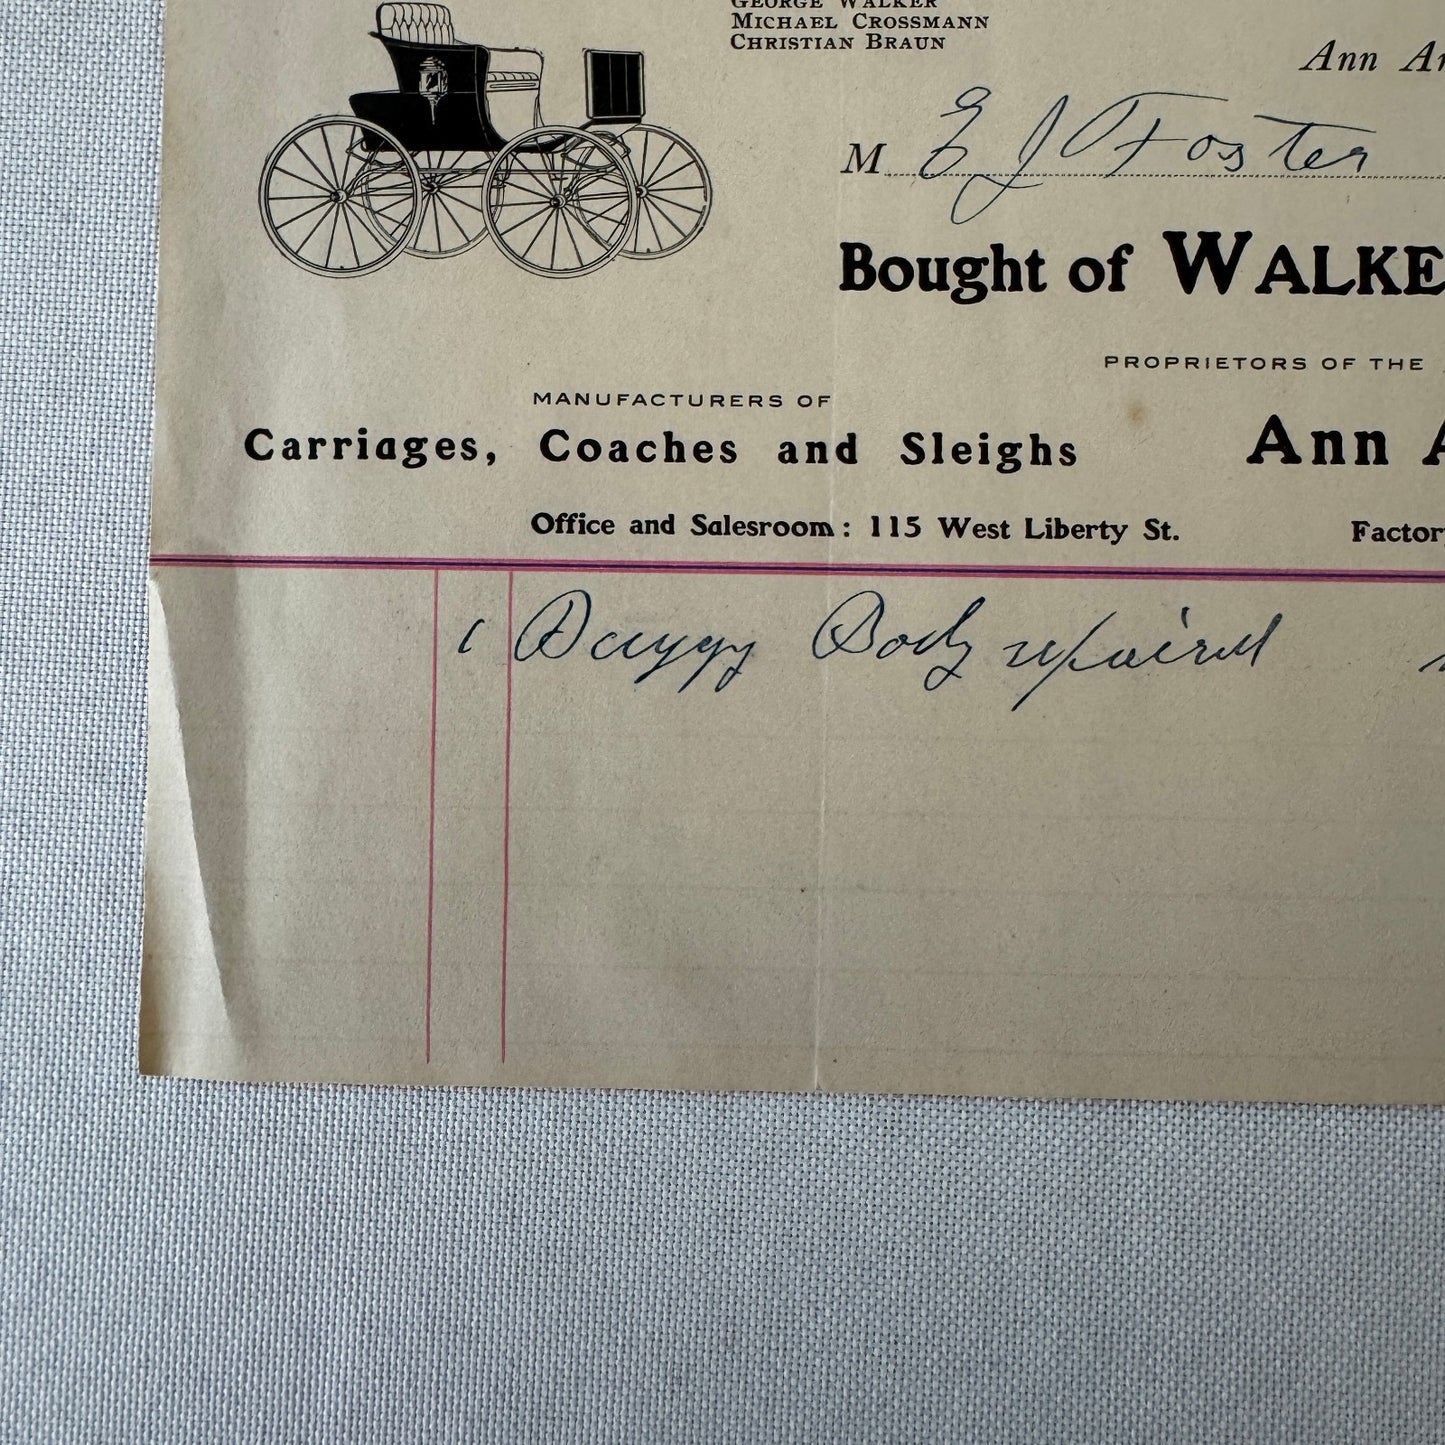 GEORGE WALKER
MICHAEL CROSSMANN
CHRISTIAN BRAUN
Ann Ar
M E J Foster
Bought of WALKE
PROPRIETORS OF THE
MANUFACTURERS OF
Carriages, Coaches and Sleighs
Ann A
Office and Salesroom: 115 West Liberty St.
Factor
1 Buggy Body repaired